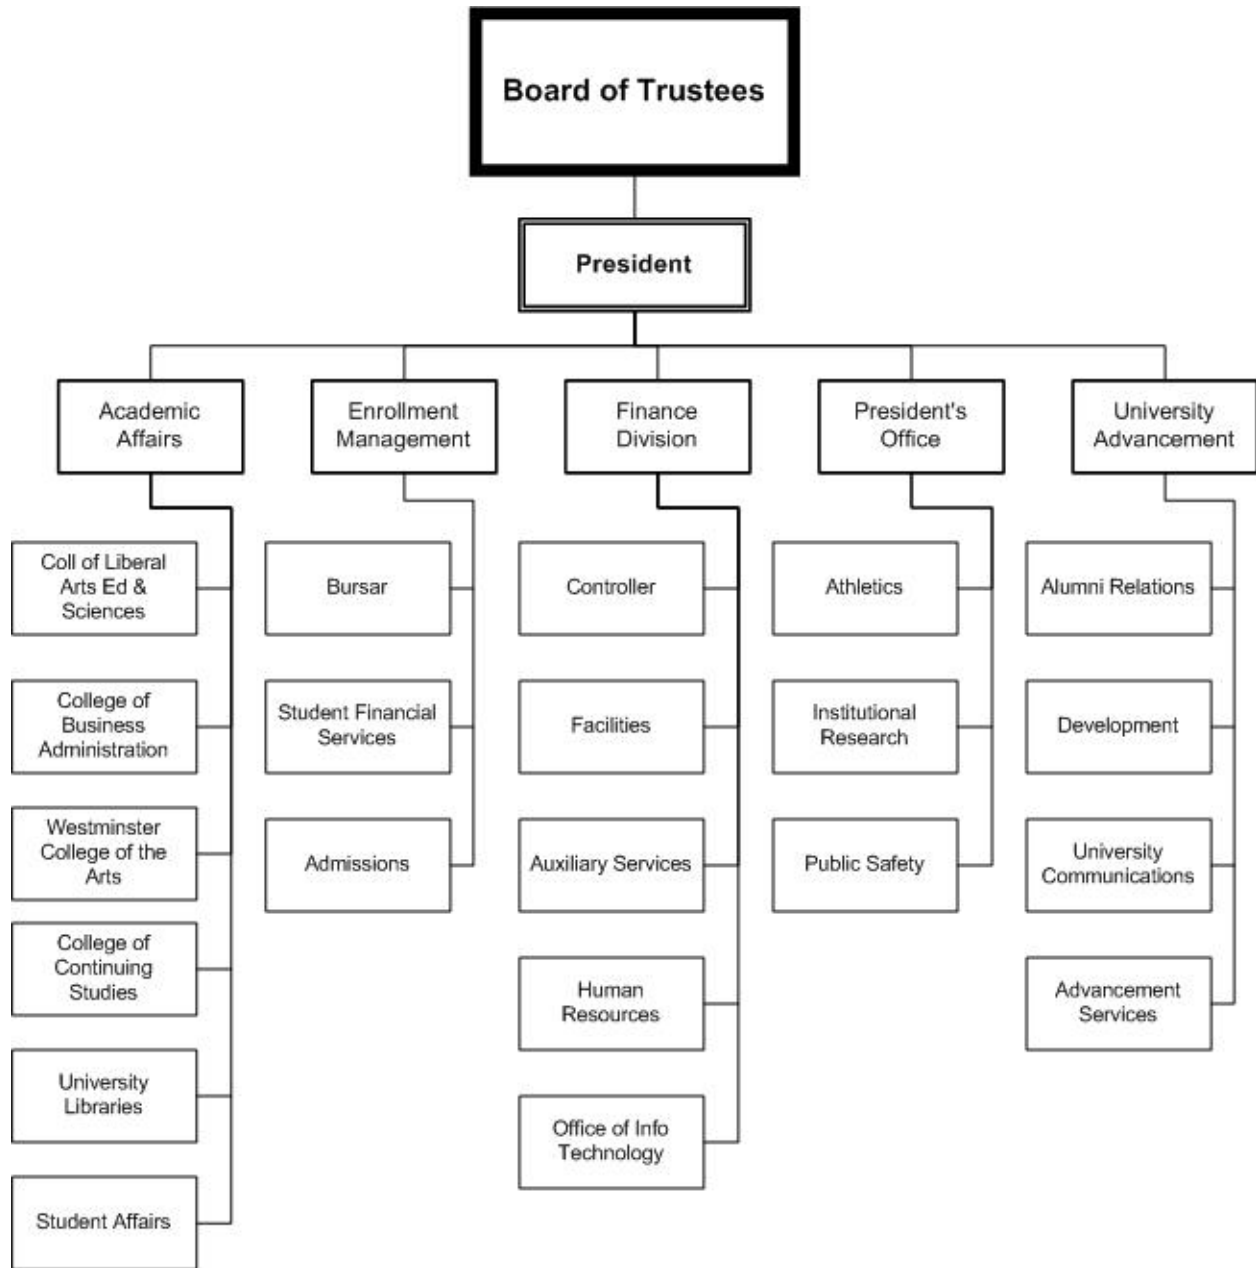 Board of Trustees
President
Academic
Affairs
Enrollment
Management
Finance
Division
President's
Office
University
Advancement
Coll of Liberal
Arts Ed &
Sciences
College of
Business
Administration
Westminster
College of the
Arts
College of
Continuing
Studies
University
Libraries
Student Affairs
Bursar
Student Financial
Services
Admissions
Controller
Facilities
Auxiliary Services
Human
Resources
Office of Info
Technology
Athletics
Institutional
Research
Public Safety
Alumni Relations
Development
University
Communications
Advancement
Services